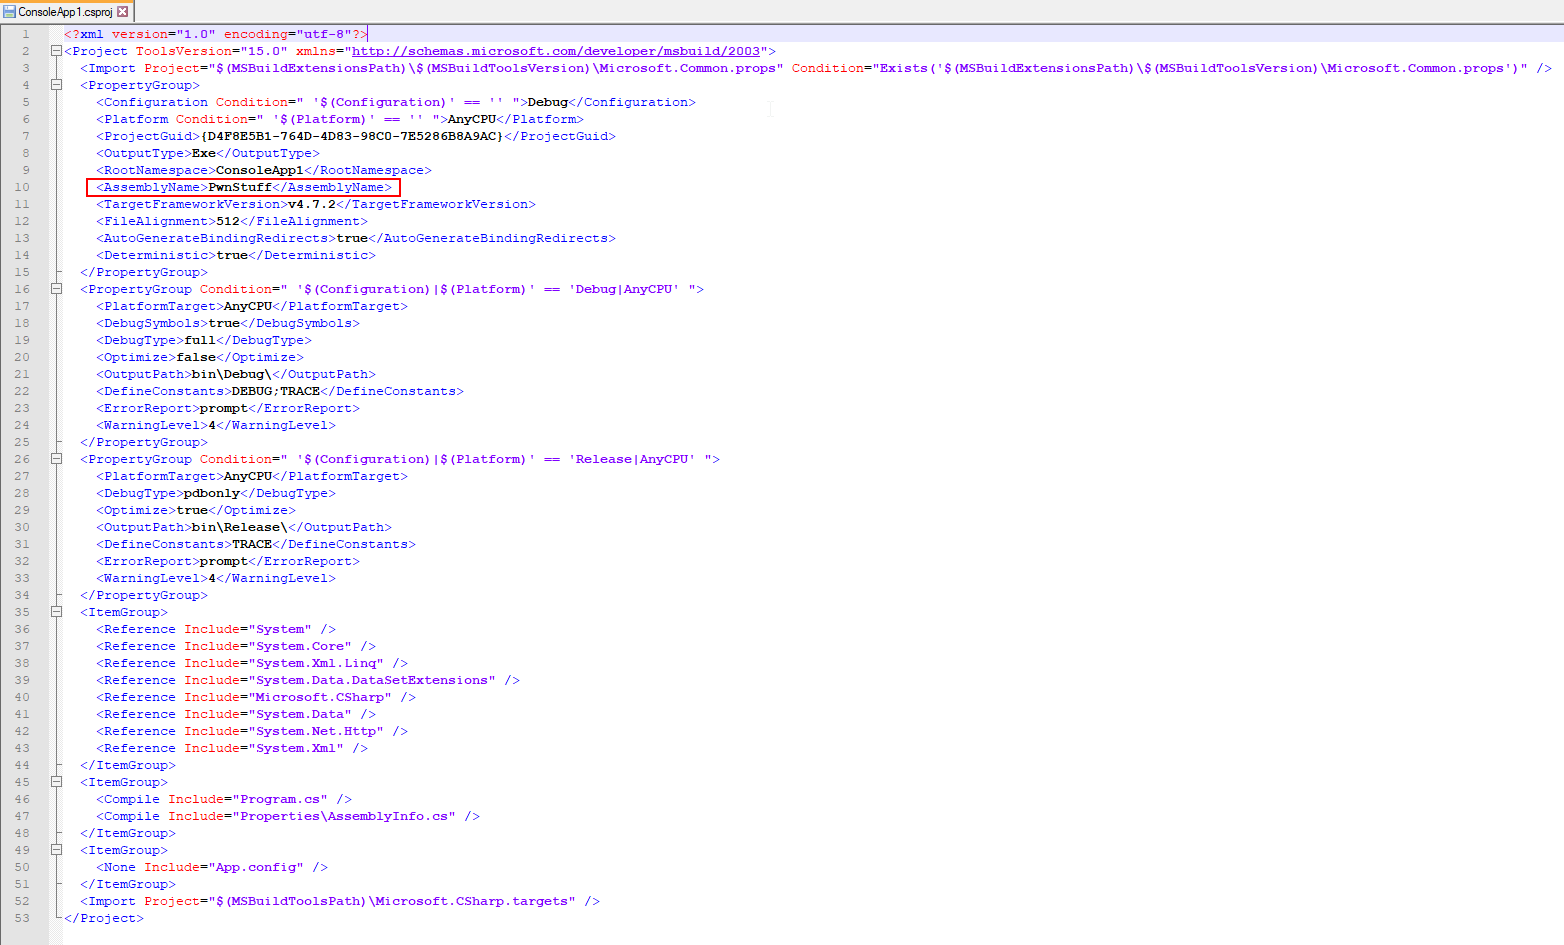 ConsoleApp1.csproj
1 <?xml version="1.0" encoding="utf-8"?>
2 <Project ToolsVersion="15.0" xmlns="http://schemas.microsoft.com/developer/msbuild/2003">
3 <Import Project="$(MSBuildExtensionsPath)\$(MSBuildToolsVersion)\Microsoft.Common.props" Condition="Exists('$(MSBuildExtensionsPath)\$(MSBuildToolsVersion)\Microsoft.Common.props')" />
4 <PropertyGroup>
5 <Configuration Condition=" '$(Configuration)' == '' ">Debug</Configuration>
6 <Platform Condition=" '$(Platform)' == '' ">AnyCPU</Platform>
7 <ProjectGuid>{D4F8E5B1-764D-4D83-98C0-7E5286B8A9AC}</ProjectGuid>
8 <OutputType>Exe</OutputType>
9 <RootNamespace>ConsoleApp1</RootNamespace>
10 <AssemblyName>PwnStuff</AssemblyName>
11 <TargetFrameworkVersion>v4.7.2</TargetFrameworkVersion>
12 <FileAlignment>512</FileAlignment>
13 <AutoGenerateBindingRedirects>true</AutoGenerateBindingRedirects>
14 <Deterministic>true</Deterministic>
15 </PropertyGroup>
16 <PropertyGroup Condition=" '$(Configuration)|$(Platform)' == 'Debug|AnyCPU' ">
17 <PlatformTarget>AnyCPU</PlatformTarget>
18 <DebugSymbols>true</DebugSymbols>
19 <DebugType>full</DebugType>
20 <Optimize>false</Optimize>
21 <OutputPath>bin\Debug\</OutputPath>
22 <DefineConstants>DEBUG;TRACE</DefineConstants>
23 <ErrorReport>prompt</ErrorReport>
24 <WarningLevel>4</WarningLevel>
25 </PropertyGroup>
26 <PropertyGroup Condition=" '$(Configuration)|$(Platform)' == 'Release|AnyCPU' ">
27 <PlatformTarget>AnyCPU</PlatformTarget>
28 <DebugType>pdbonly</DebugType>
29 <Optimize>true</Optimize>
30 <OutputPath>bin\Release\</OutputPath>
31 <DefineConstants>TRACE</DefineConstants>
32 <ErrorReport>prompt</ErrorReport>
33 <WarningLevel>4</WarningLevel>
34 </PropertyGroup>
35 <ItemGroup>
36 <Reference Include="System" />
37 <Reference Include="System.Core" />
38 <Reference Include="System.Xml.Linq" />
39 <Reference Include="System.Data.DataSetExtensions" />
40 <Reference Include="Microsoft.CSharp" />
41 <Reference Include="System.Data" />
42 <Reference Include="System.Net.Http" />
43 <Reference Include="System.Xml" />
44 </ItemGroup>
45 <ItemGroup>
46 <Compile Include="Program.cs" />
47 <Compile Include="Properties\AssemblyInfo.cs" />
48 </ItemGroup>
49 <ItemGroup>
50 <None Include="App.config" />
51 </ItemGroup>
52 <Import Project="$(MSBuildToolsPath)\Microsoft.CSharp.targets" />
53 </Project>